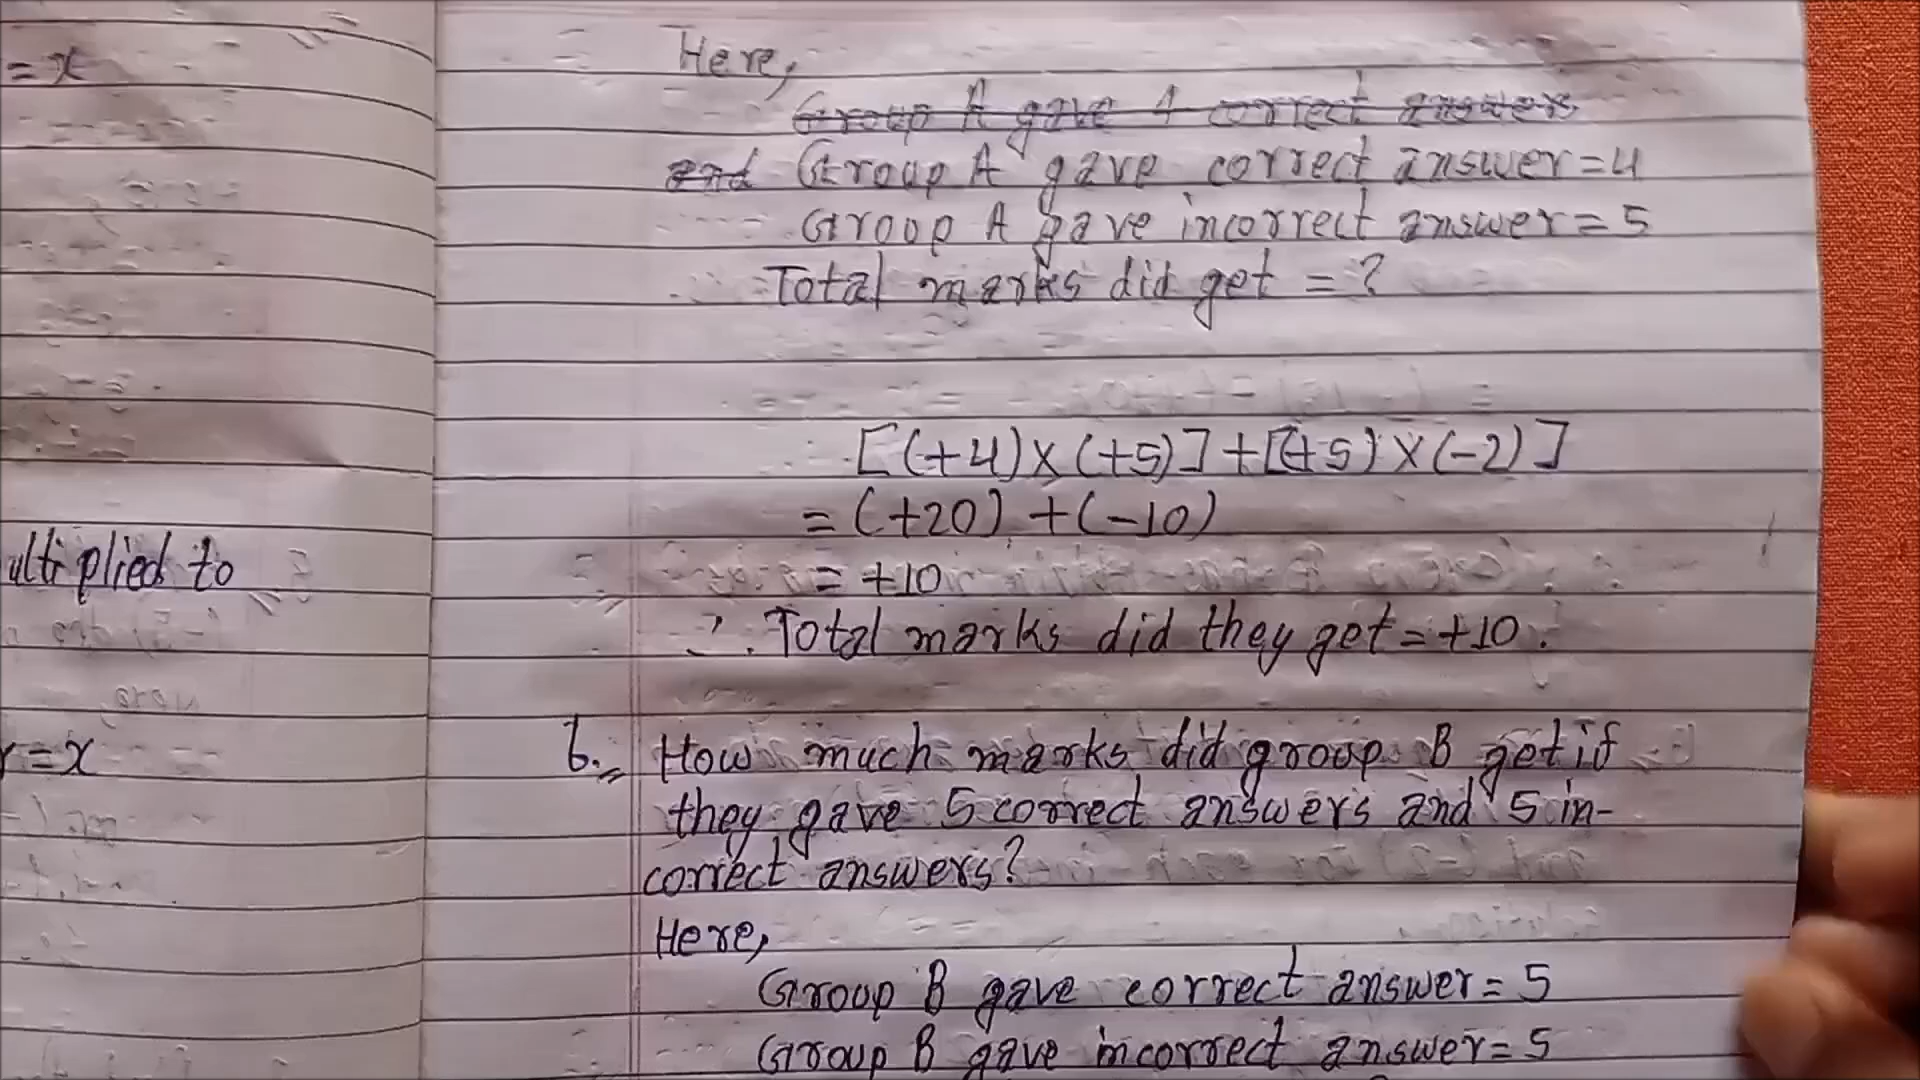 = x
ultiplied to
r = x
Here,
Group A gave 4 correct answers
and Group A gave correct answer = 4
Group A gave incorrect answer = 5
Total marks did get = ?
[(+4) × (+5)] + [(+5) × (-2)]
= (+20) + (-10)
= +10
∴ Total marks did they get = +10.
b. How much marks did group B get if
they gave 5 correct answers and 5 in-
correct answers?
Here,
Group B gave correct answer = 5
Group B gave incorrect answer = 5